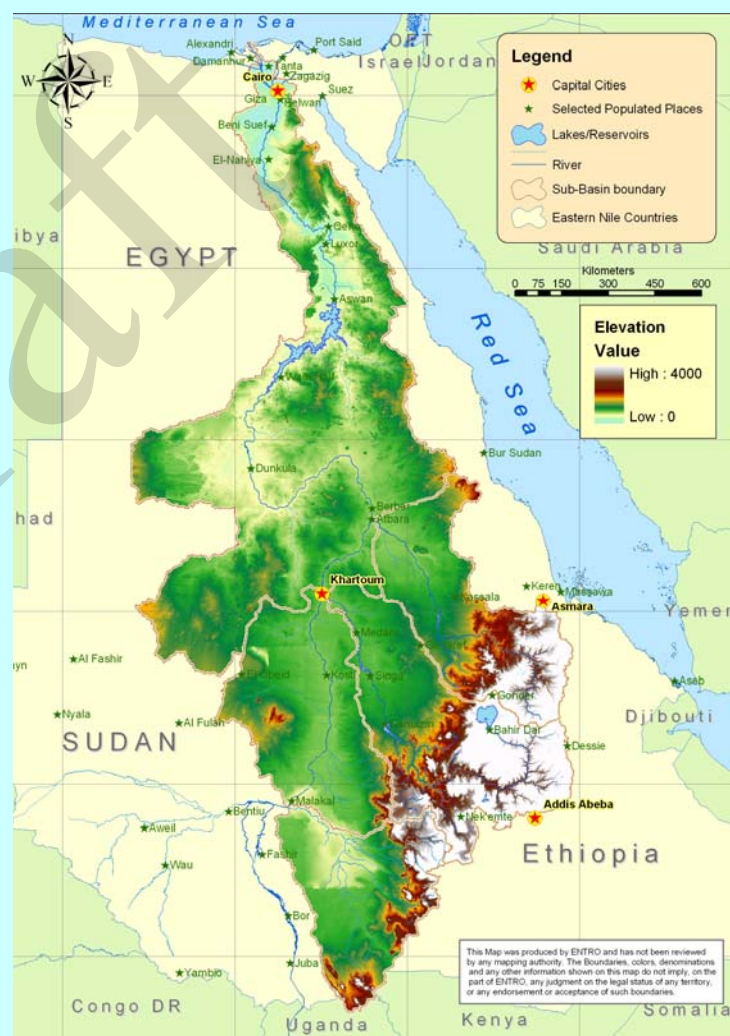 Mediterranean Sea
Alexandri
Port Said
Damanhur
Tanta
Zagazig
Cairo
Giza
Helwan
Suez
Beni Suef
El-Nahiya
OPT
Israel
Jordan
N
W
E
S
Legend
Capital Cities
Selected Populated Places
Lakes/Reservoirs
River
Sub-Basin boundary
Eastern Nile Countries
ibya
EGYPT
Luxor
Aswan
Saudi Arabia
Kilometers
0 75 150 300 450 600
Elevation
Value
High : 4000
Low : 0
Red Sea
Dunkula
Bur Sudan
Berber
Atbara
had
Khartoum
Kassala
Keren
Massawa
Asmara
Yemen
Medani
Al Fashir
El Obeid
Kosti
Singa
Gonder
Asab
Nyala
Al Fulah
Bahir Dar
Djibouti
SUDAN
Dessie
Malakal
Bentiu
Addis Abeba
Nek'emte
Aweil
Wau
Fashir
Ethiopia
Bor
Juba
Yambio
Congo DR
Uganda
Kenya
Somalia
This Map was produced by ENTRO and has not been reviewed
by any mapping authority. The Boundaries, colors, denominations
and any other information shown on this map do not imply, on the
part of ENTRO, any judgment on the legal status of any territory,
or any endorsement or acceptance of such boundaries.
aft